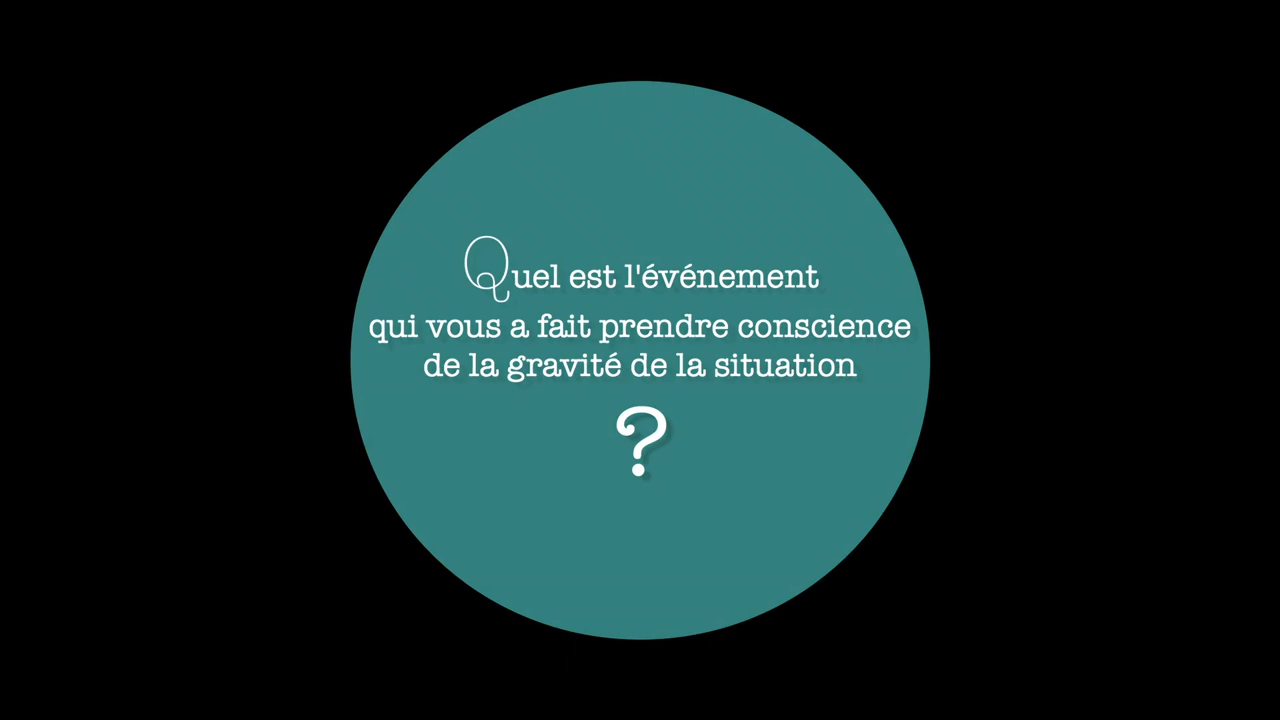 Quel est l'événement
qui vous a fait prendre conscience
de la gravité de la situation
?